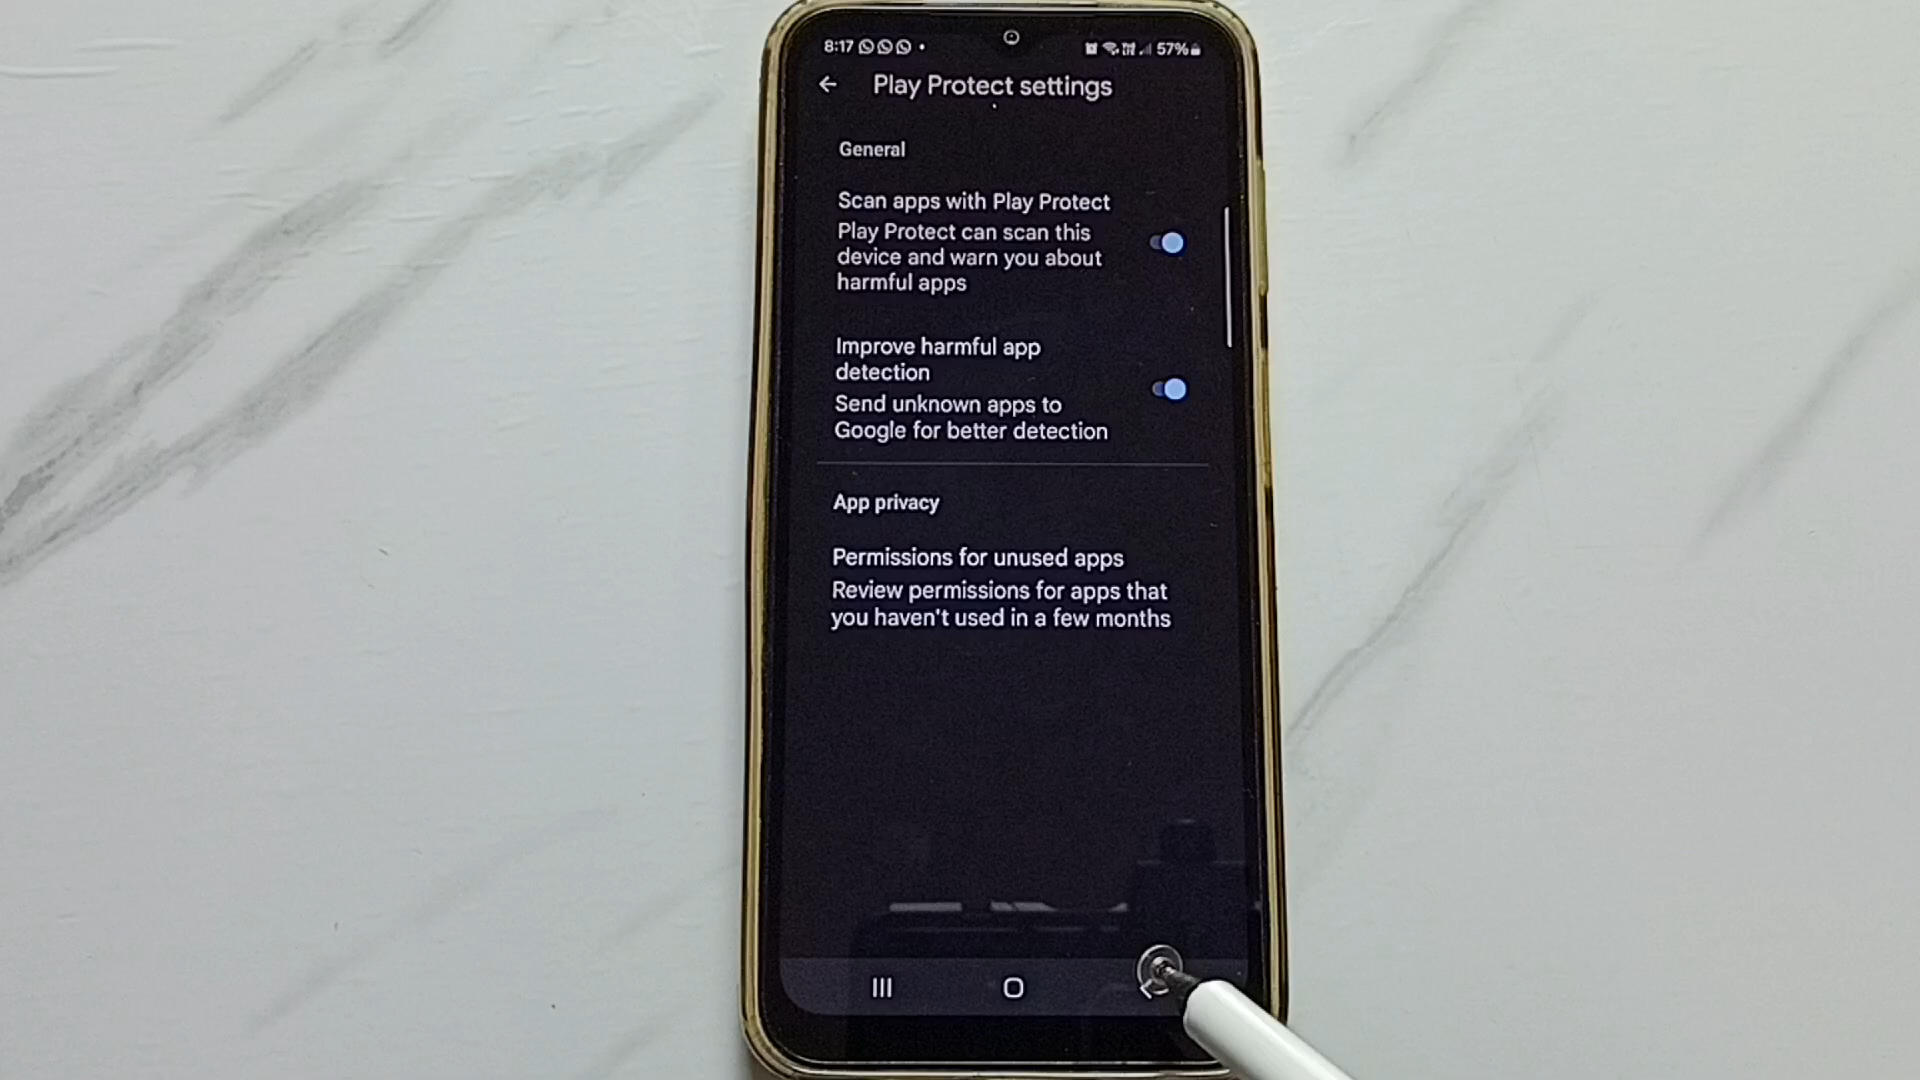 8:17 57%
Play Protect settings
General
Scan apps with Play Protect
Play Protect can scan this
device and warn you about
harmful apps
Improve harmful app
detection
Send unknown apps to
Google for better detection
App privacy
Permissions for unused apps
Review permissions for apps that
you haven't used in a few months